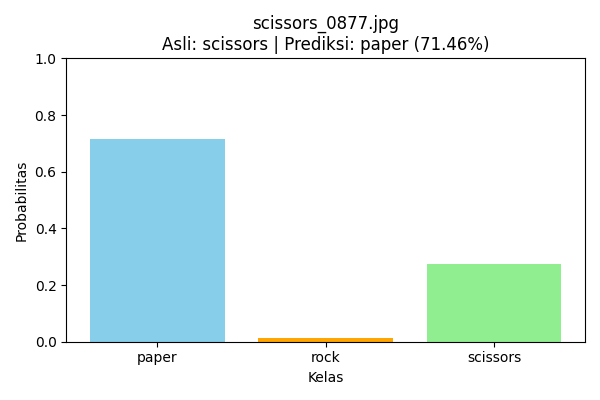 scissors_0877.jpg
Asli: scissors | Prediksi: paper (71.46%)
1.0
0.8
0.6
0.4
0.2
0.0
Probabilitas
paper rock scissors
Kelas